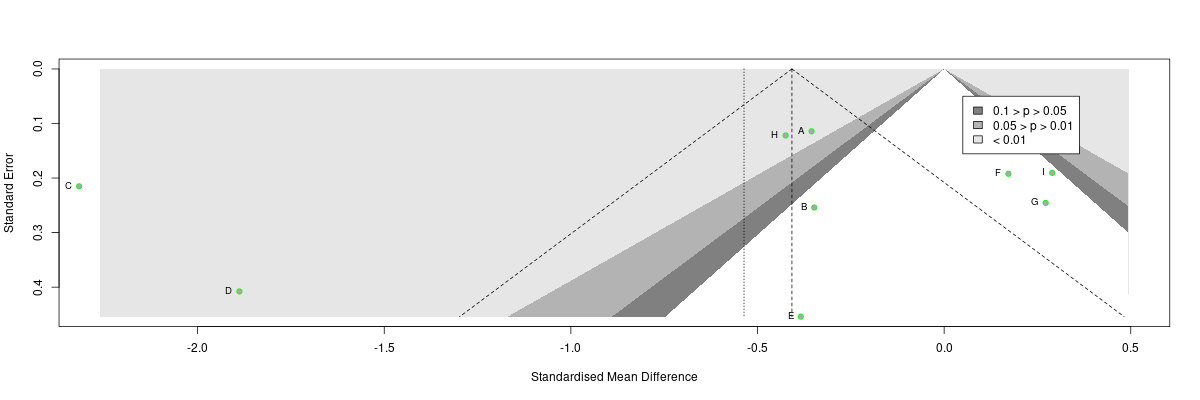 0.0
0.1
0.2
0.3
0.4
Standard Error
0.1 > p > 0.05
0.05 > p > 0.01
< 0.01
H
A
C
F
I
G
B
D
E
-2.0
-1.5
-1.0
-0.5
0.0
0.5
Standardised Mean Difference